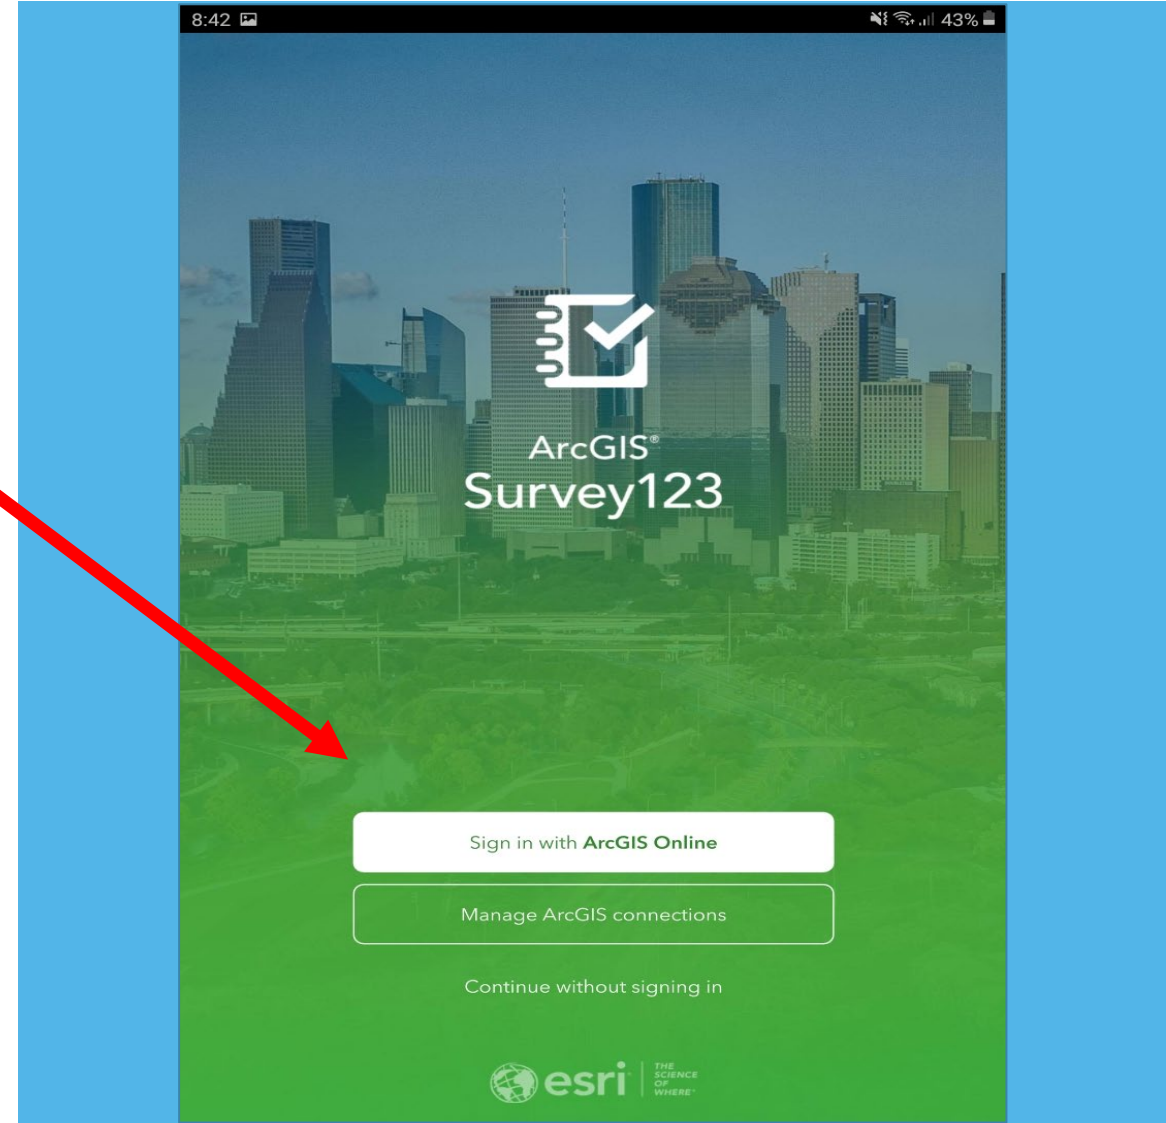 8:42 43%
ArcGIS®
Survey123
Sign in with ArcGIS Online
Manage ArcGIS connections
Continue without signing in
esri
THE
SCIENCE
OF
WHERE™